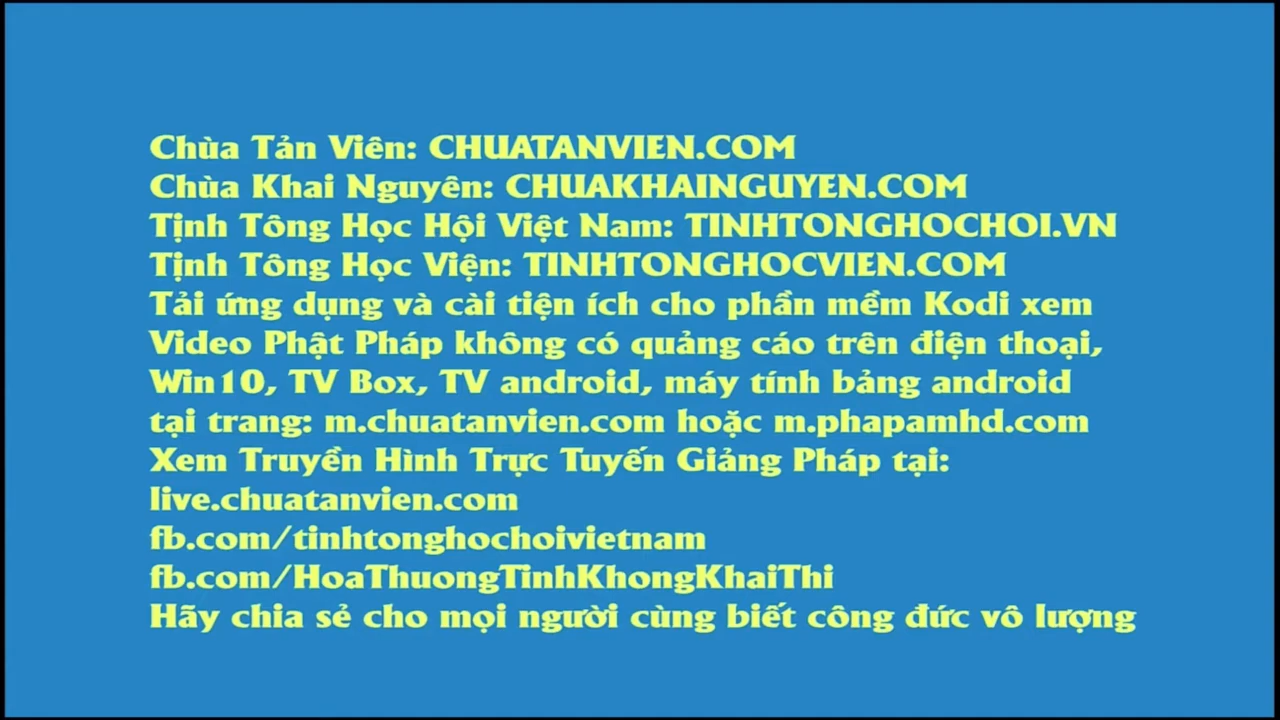 Chùa Tản Viên: CHUATANVIEN.COM
Chùa Khai Nguyên: CHUAKHAINGUYEN.COM
Tịnh Tông Học Hội Việt Nam: TINHTONGHOCHOI.VN
Tịnh Tông Học Viện: TINHTONGHOCVIEN.COM
Tải ứng dụng và cài tiện ích cho phần mềm Kodi xem
Video Phật Pháp không có quảng cáo trên điện thoại,
Win10, TV Box, TV android, máy tính bảng android
tại trang: m.chuatanvien.com hoặc m.phapamhd.com
Xem Truyền Hình Trực Tuyến Giảng Pháp tại:
live.chuatanvien.com
fb.com/tinhtonghochoivietnam
fb.com/HoaThuongTinhKhongKhaiThi
Hãy chia sẻ cho mọi người cùng biết công đức vô lượng